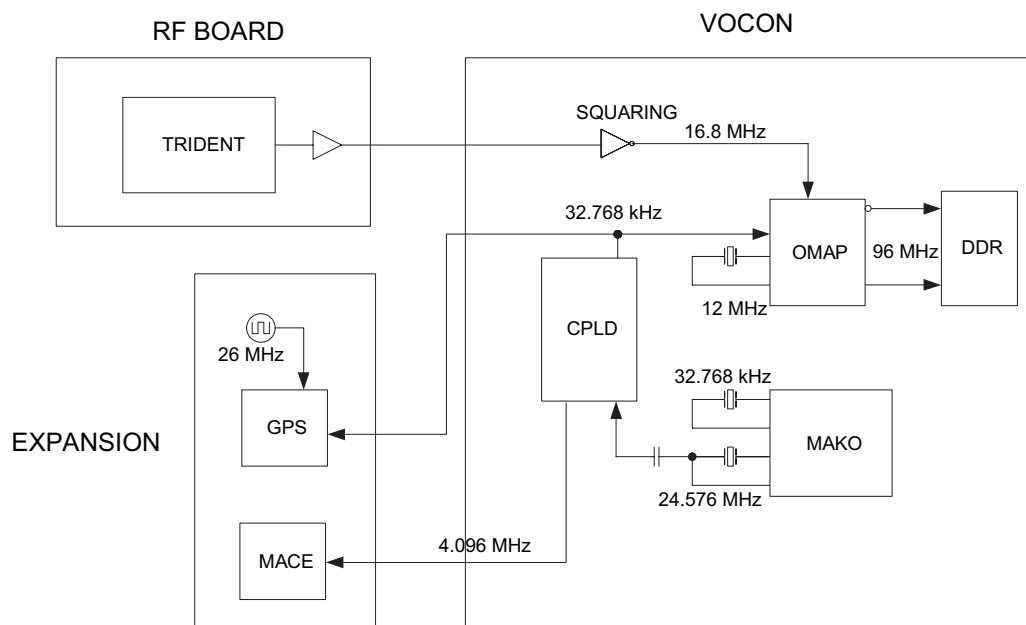 RF BOARD
VOCON
TRIDENT
SQUARING
16.8 MHz
32.768 kHz
OMAP
96 MHz
DDR
12 MHz
CPLD
26 MHz
GPS
EXPANSION
32.768 kHz
MAKO
24.576 MHz
4.096 MHz
MACE